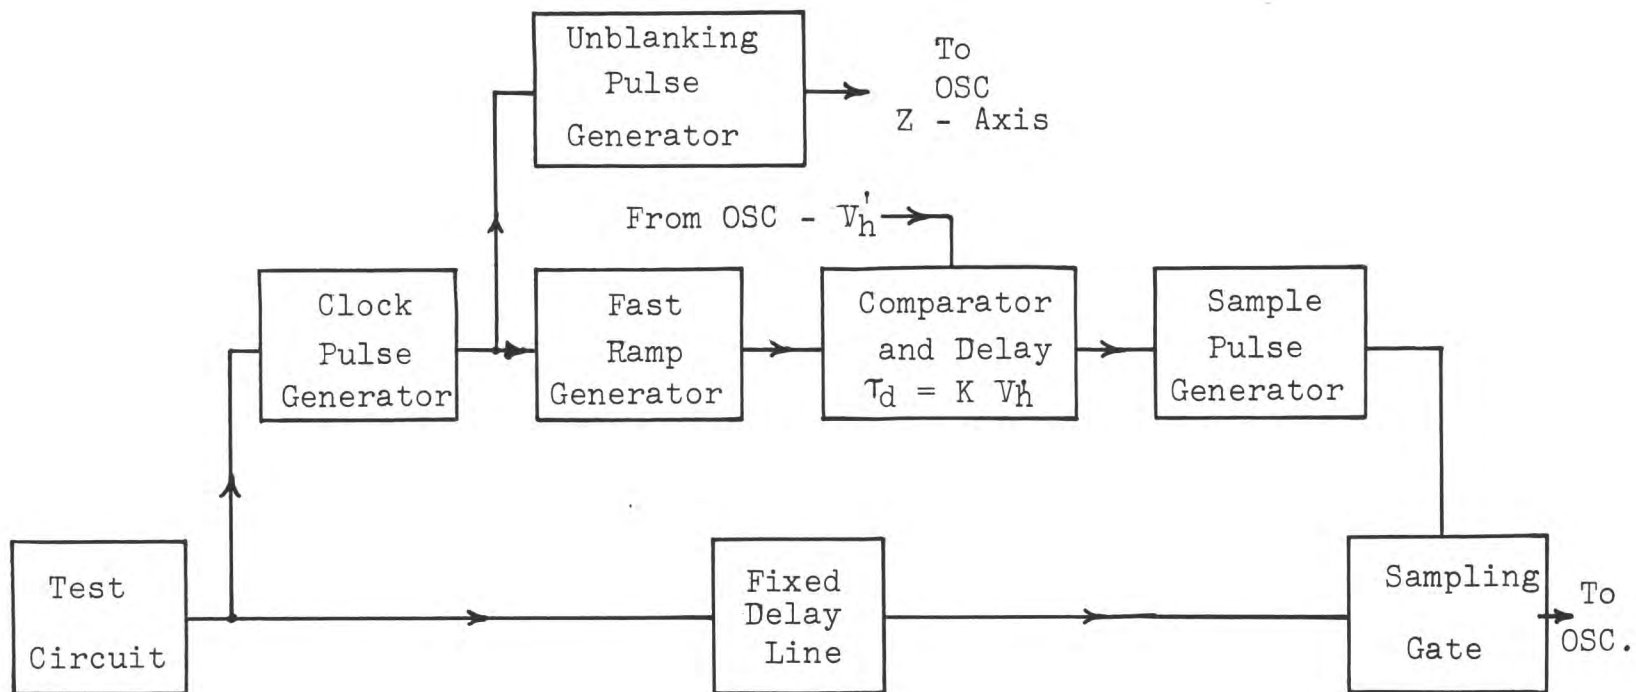 Unblanking
Pulse
Generator
To
OSC
Z - Axis
From OSC - V'h
Clock
Pulse
Generator
Fast
Ramp
Generator
Comparator
and Delay
τd = K V'h
Sample
Pulse
Generator
Test
Circuit
Fixed
Delay
Line
Sampling
Gate
To
OSC.